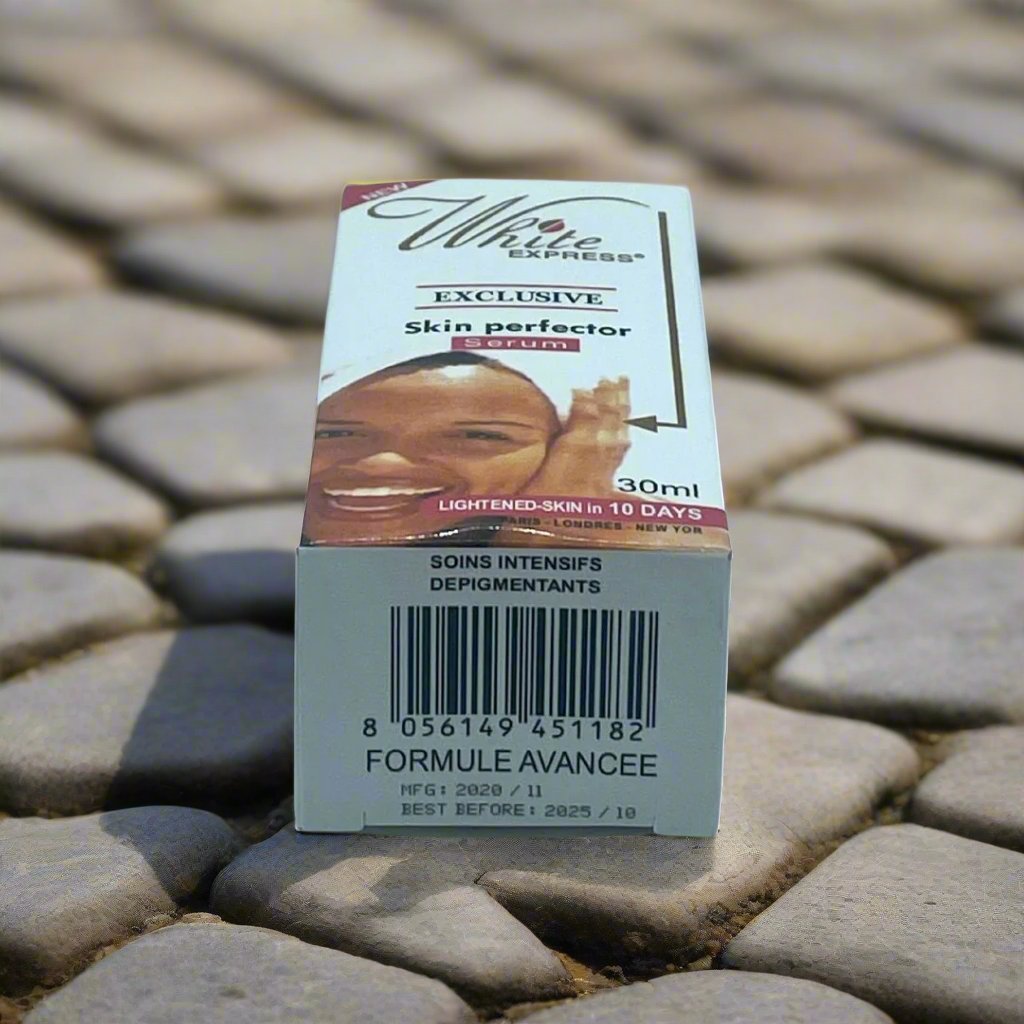 NEW
White
EXPRESS®
EXCLUSIVE
Skin perfector
Serum
30ml
LIGHTENED-SKIN in 10 DAYS
PARIS - LONDRES - NEW YOR
SOINS INTENSIFS
DEPIGMENTANTS
8 056149 451182
FORMULE AVANCEE
MFG: 2020 / 11
BEST BEFORE: 2025 / 10